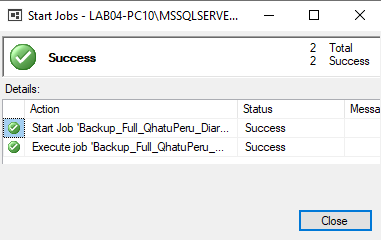 Start Jobs - LAB04-PC10\MSSQLSERVE...
Success
2 Total
2 Success
Details:
Action Status Messa
Start Job 'Backup_Full_QhatuPeru_Diar... Success
Execute job 'Backup_Full_QhatuPeru_... Success
Close